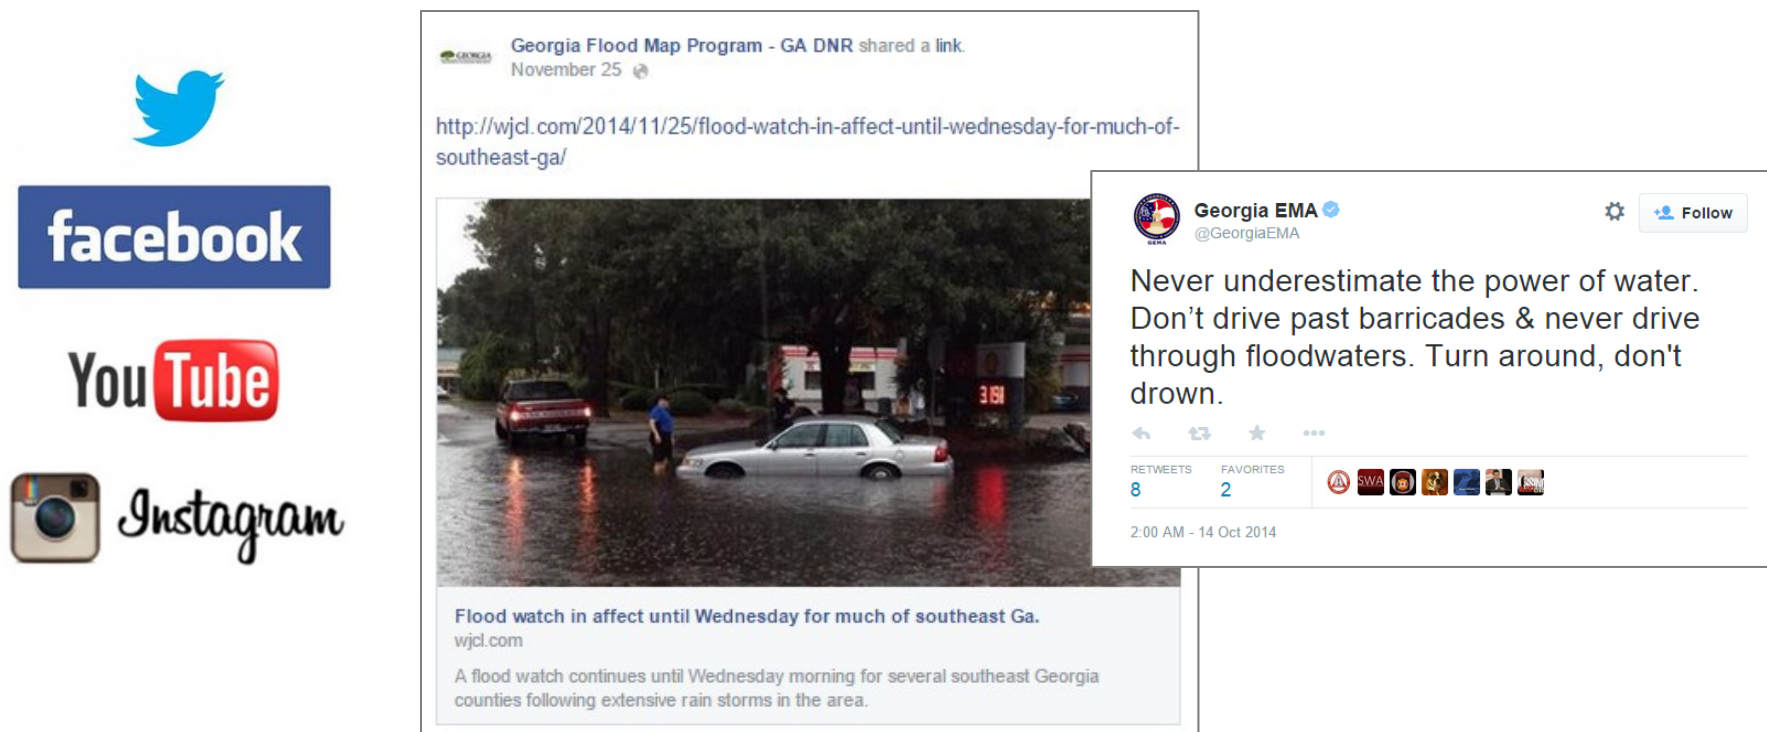 facebook
YouTube
Instagram
GEORGIA
Georgia Flood Map Program - GA DNR shared a link.
November 25
http://wjcl.com/2014/11/25/flood-watch-in-affect-until-wednesday-for-much-of-
southeast-ga/
Flood watch in affect until Wednesday for much of southeast Ga.
wjcl.com
A flood watch continues until Wednesday morning for several southeast Georgia
counties following extensive rain storms in the area.
GEMA
Georgia EMA
@GeorgiaEMA
Follow
Never underestimate the power of water.
Don’t drive past barricades & never drive
through floodwaters. Turn around, don't
drown.
RETWEETS FAVORITES
8 2
SWA
2:00 AM - 14 Oct 2014